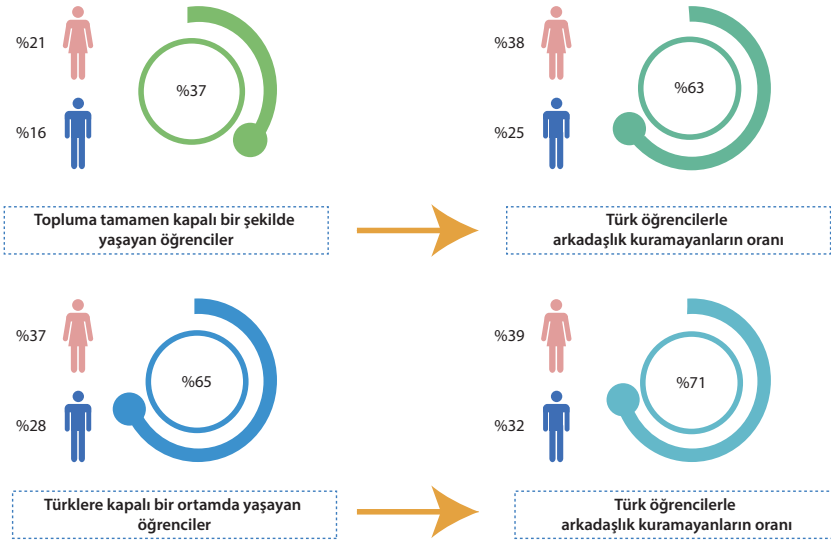 %21
%37
%16
Topluma tamamen kapalı bir şekilde
yaşayan öğrenciler
%38
%63
%25
Türk öğrencilerle
arkadaşlık kuramayanların oranı
%37
%65
%28
Türklere kapalı bir ortamda yaşayan
öğrenciler
%39
%71
%32
Türk öğrencilerle
arkadaşlık kuramayanların oranı